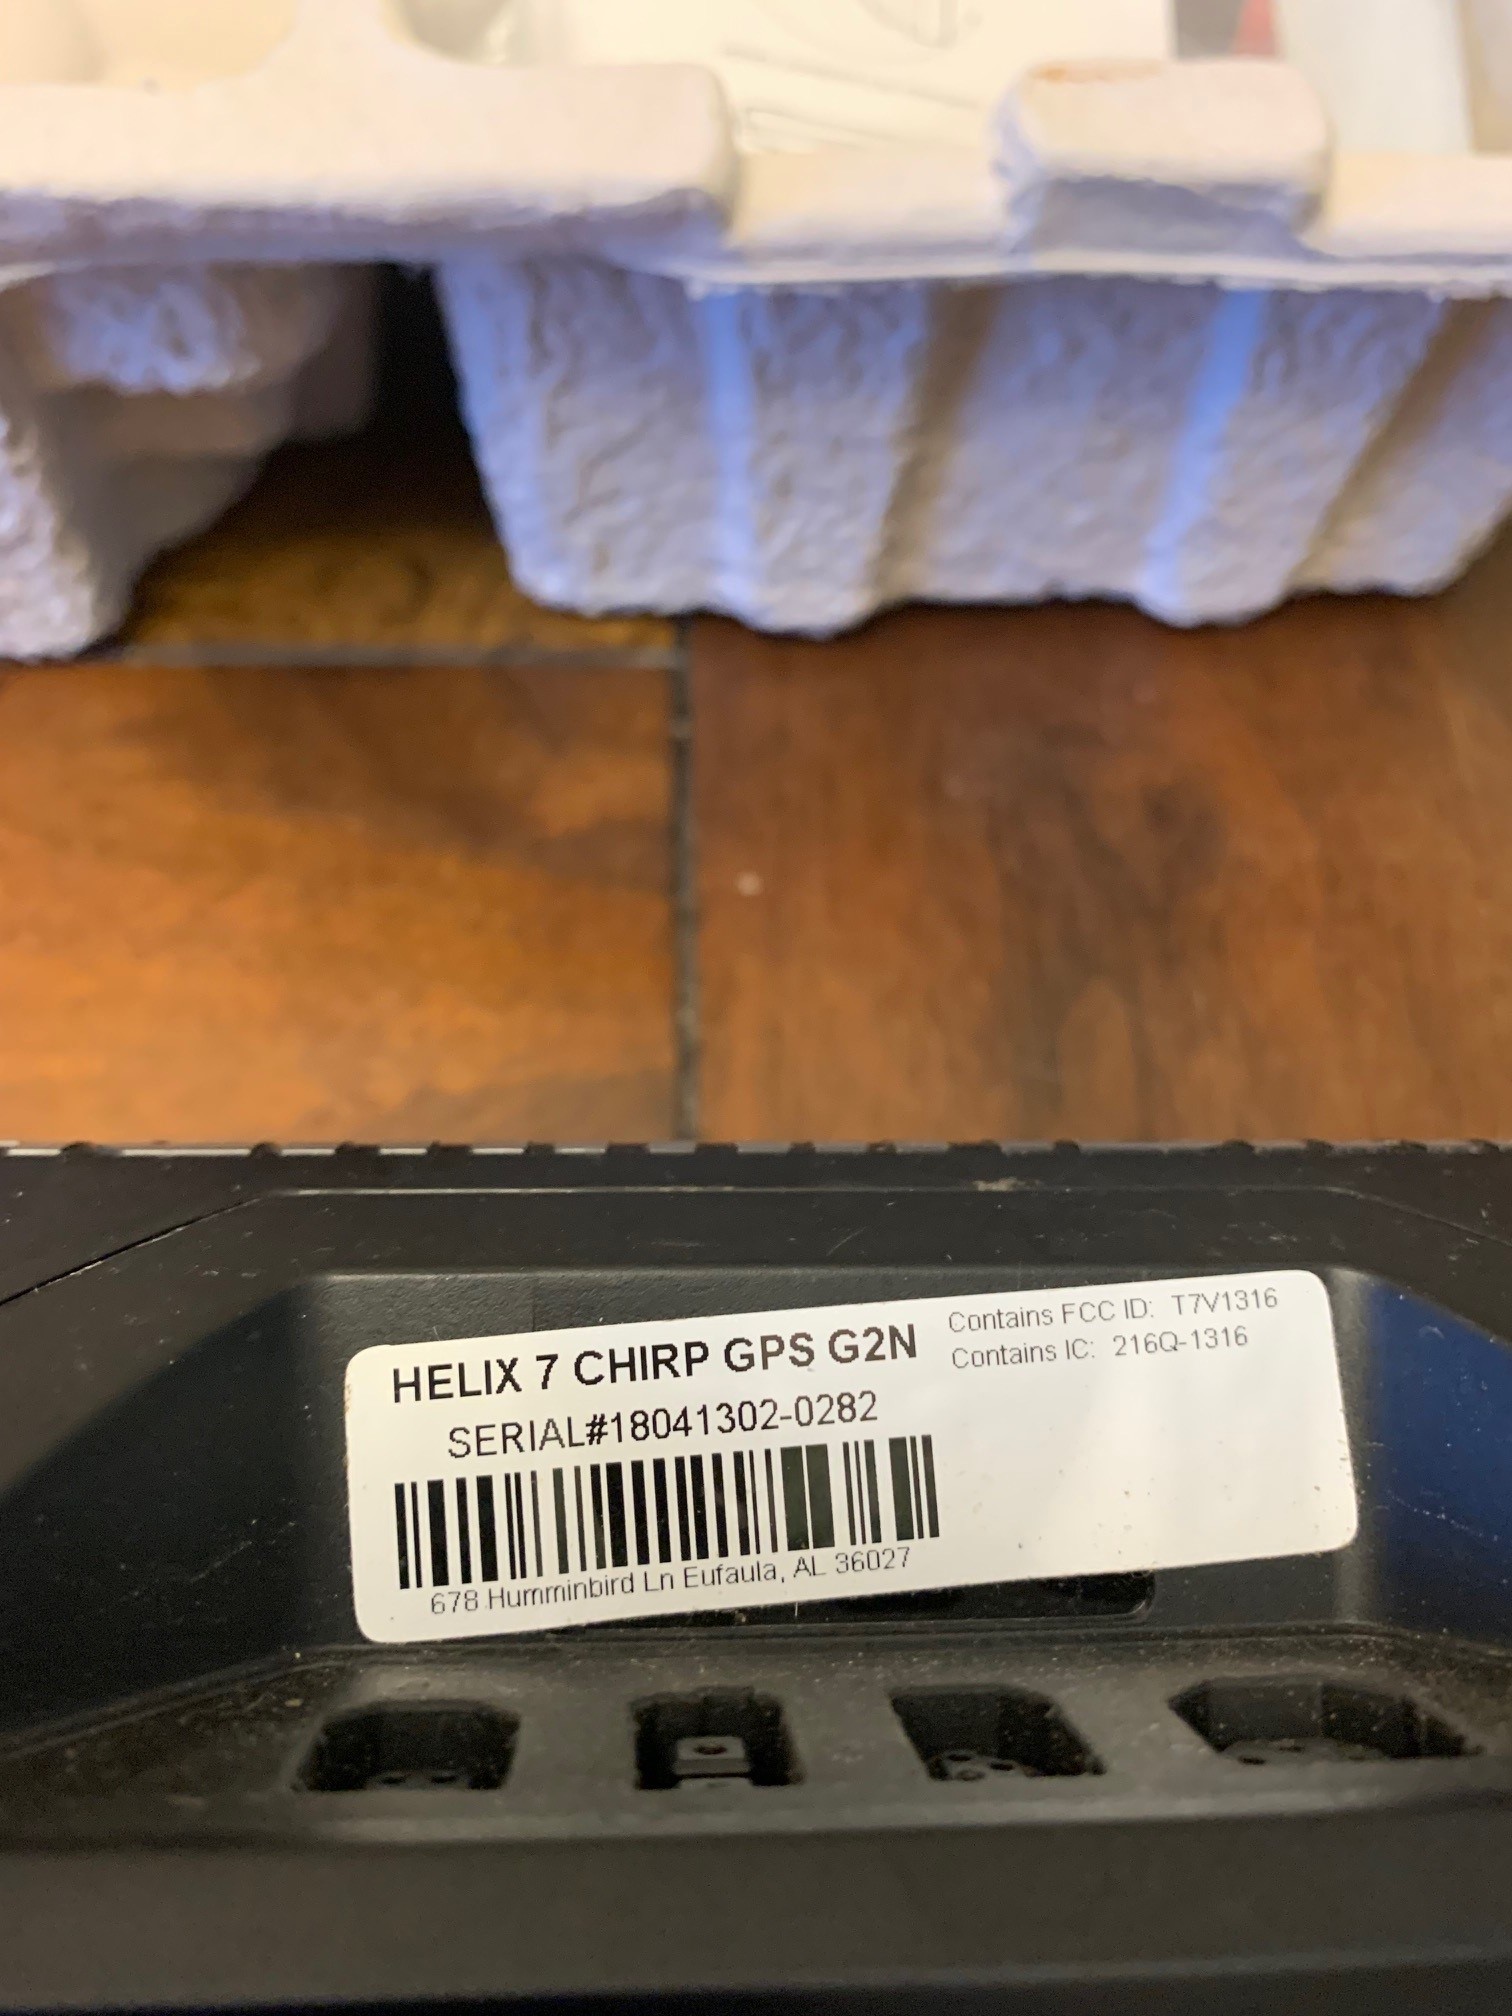 HELIX 7 CHIRP GPS G2N
SERIAL#18041302-0282
678 Humminbird Ln Eufaula, AL 36027
Contains FCC ID: T7V1316
Contains IC: 216Q-1316